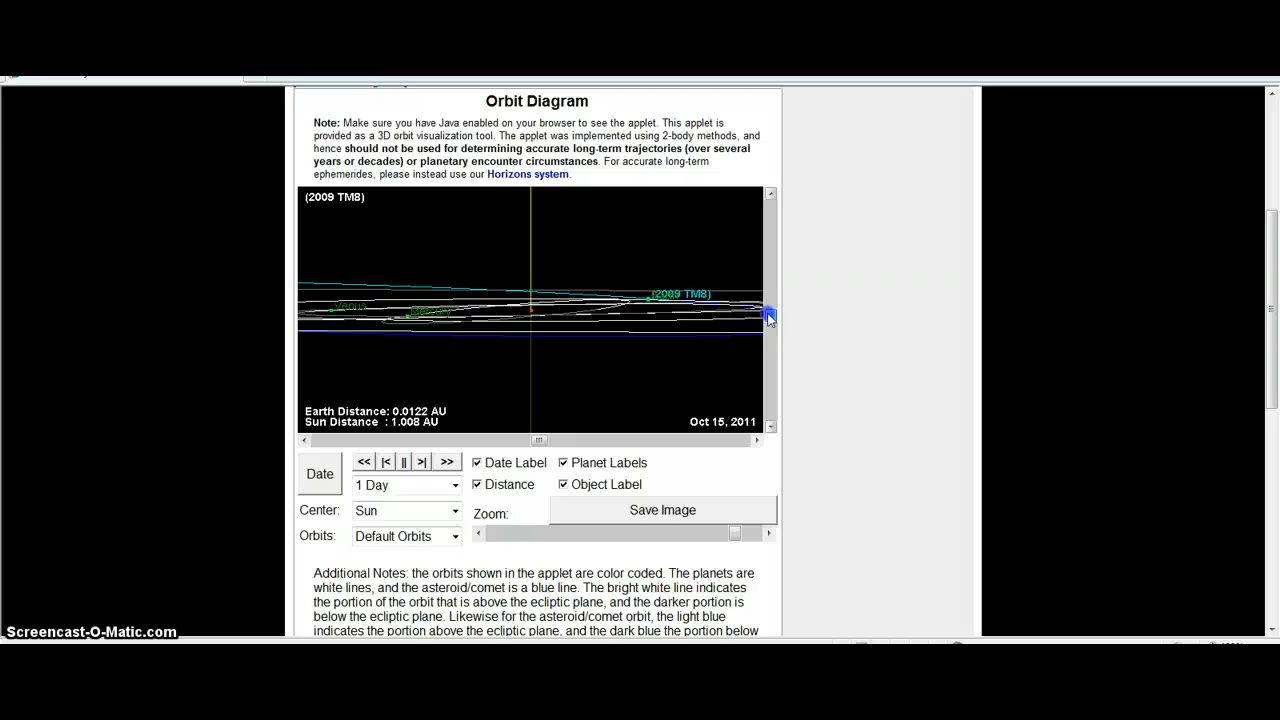 Orbit Diagram
Note: Make sure you have Java enabled on your browser to see the applet. This applet is
provided as a 3D orbit visualization tool. The applet was implemented using 2-body methods, and
hence should not be used for determining accurate long-term trajectories (over several
years or decades) or planetary encounter circumstances. For accurate long-term
ephemerides, please instead use our Horizons system.
(2009 TM8)
(2009 TM8)
Venus
Mercury
Earth Distance: 0.0122 AU
Sun Distance : 1.008 AU
Oct 15, 2011
Date
<< |< || >| >>
Date Label
Planet Labels
1 Day
Distance
Object Label
Center: Sun
Zoom:
Save Image
Orbits: Default Orbits
Additional Notes: the orbits shown in the applet are color coded. The planets are
white lines, and the asteroid/comet is a blue line. The bright white line indicates
the portion of the orbit that is above the ecliptic plane, and the darker portion is
below the ecliptic plane. Likewise for the asteroid/comet orbit, the light blue
indicates the portion above the ecliptic plane, and the dark blue the portion below
Screencast-O-Matic.com